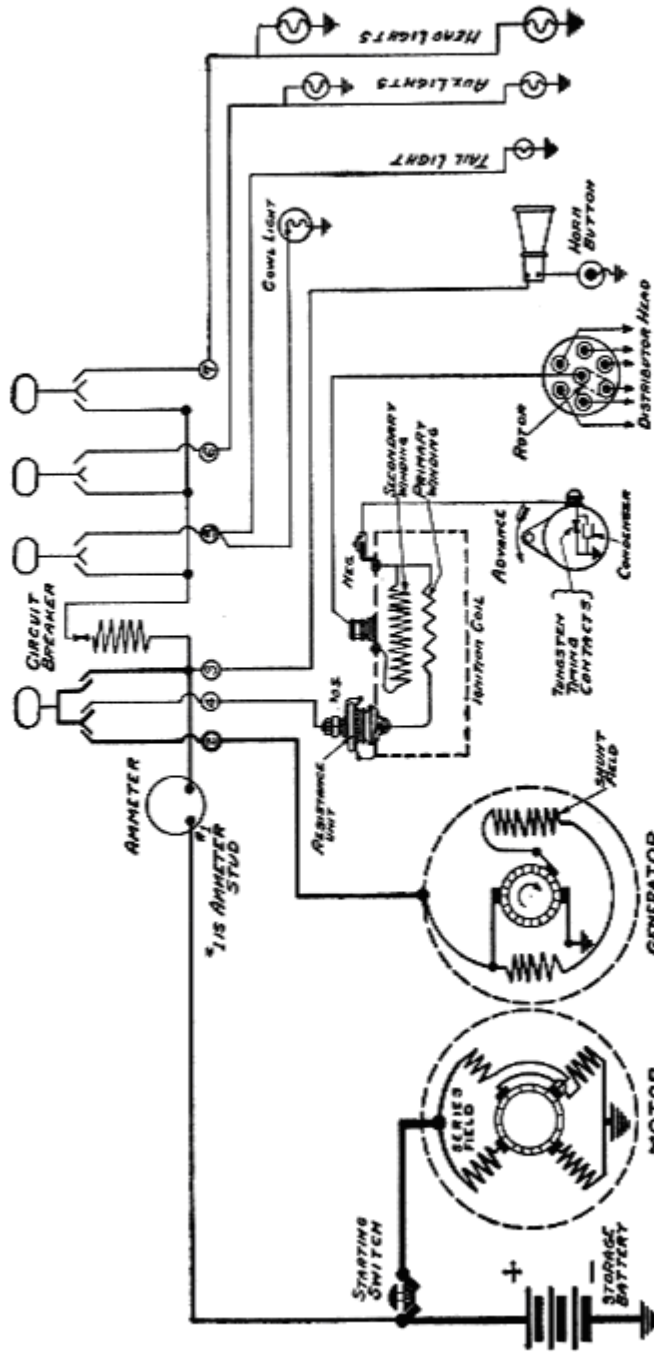 HEAD LIGHTS
AUX. LIGHTS
TAIL LIGHT
COWL LIGHT
HORN
BUTTON
DISTRIBUTOR HEAD
ROTOR
SECONDARY
WINDING
PRIMARY
WINDING
NEG.
ADVANCE
CONDENSER
TUNGSTEN
TIMING
CONTACTS
IGNITION COIL
POS.
RESISTANCE
UNIT
CIRCUIT
BREAKER
7
6
5
3
4
2
AMMETER
#1
"1 IS AMMETER
STUD
SHUNT
FIELD
GENERATOR
SERIES
FIELD
MOTOR
STARTING
SWITCH
+
−
STORAGE
BATTERY